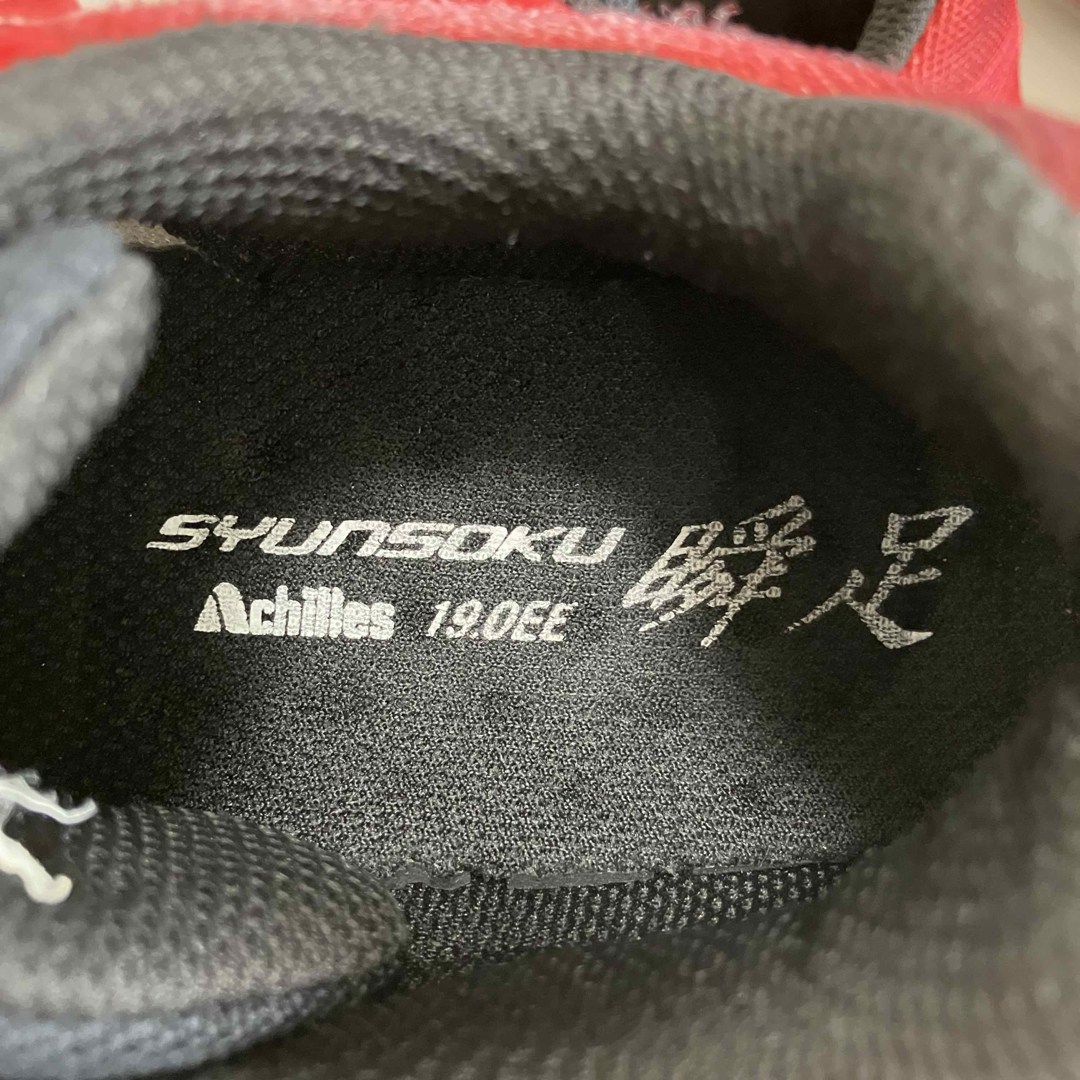 SYUNSOKU 瞬足
Achilles 19.0EE